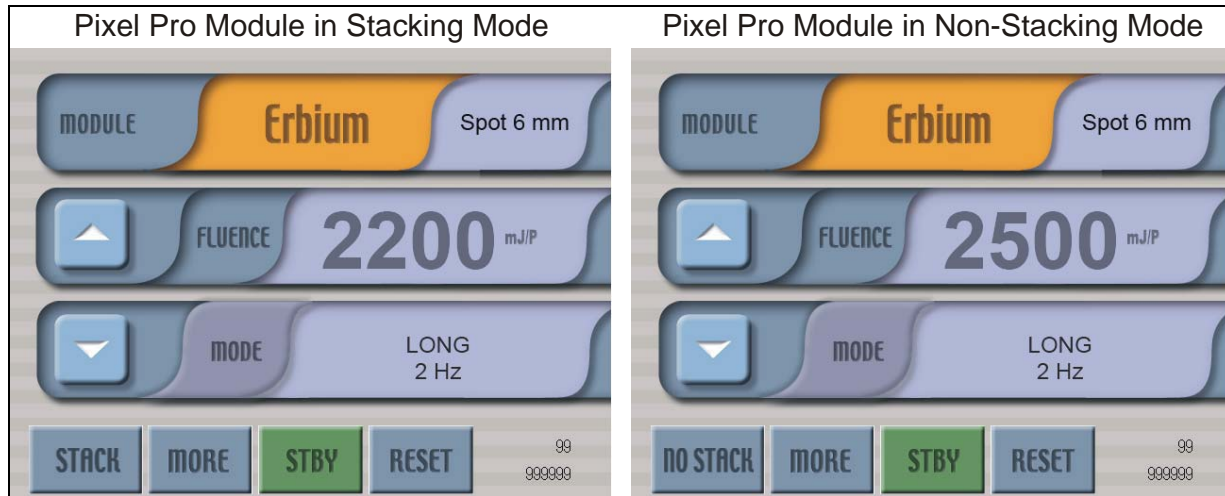 Pixel Pro Module in Stacking Mode
MODULE Erbium Spot 6 mm
FLUENCE 2200 mJ/P
MODE LONG
2 Hz
STACK MORE STBY RESET 99
999999
Pixel Pro Module in Non-Stacking Mode
MODULE Erbium Spot 6 mm
FLUENCE 2500 mJ/P
MODE LONG
2 Hz
NO STACK MORE STBY RESET 99
999999